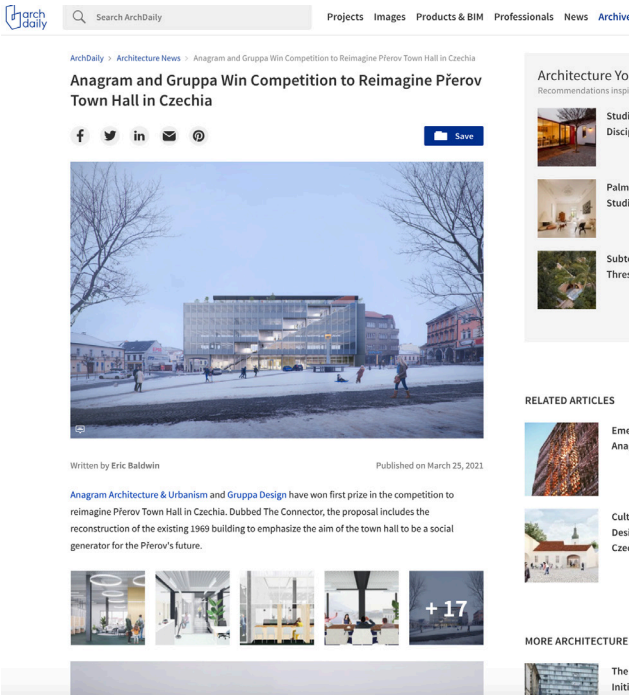 arch
daily
Search ArchDaily
Projects Images Products & BIM Professionals News Archive
ArchDaily > Architecture News > Anagram and Gruppa Win Competition to Reimagine Přerov Town Hall in Czechia
Anagram and Gruppa Win Competition to Reimagine Přerov
Town Hall in Czechia
Save
Written by Eric Baldwin
Published on March 25, 2021
Anagram Architecture & Urbanism and Gruppa Design have won first prize in the competition to
reimagine Přerov Town Hall in Czechia. Dubbed The Connector, the proposal includes the
reconstruction of the existing 1969 building to emphasize the aim of the town hall to be a social
generator for the Přerov's future.
+ 17
Architecture Yo
Recommendations inspi
Studi
Disci
Palm
Studi
Subt
Thres
RELATED ARTICLES
Eme
Ana
Cult
Desi
Cze
MORE ARCHITECTURE
The
Initi